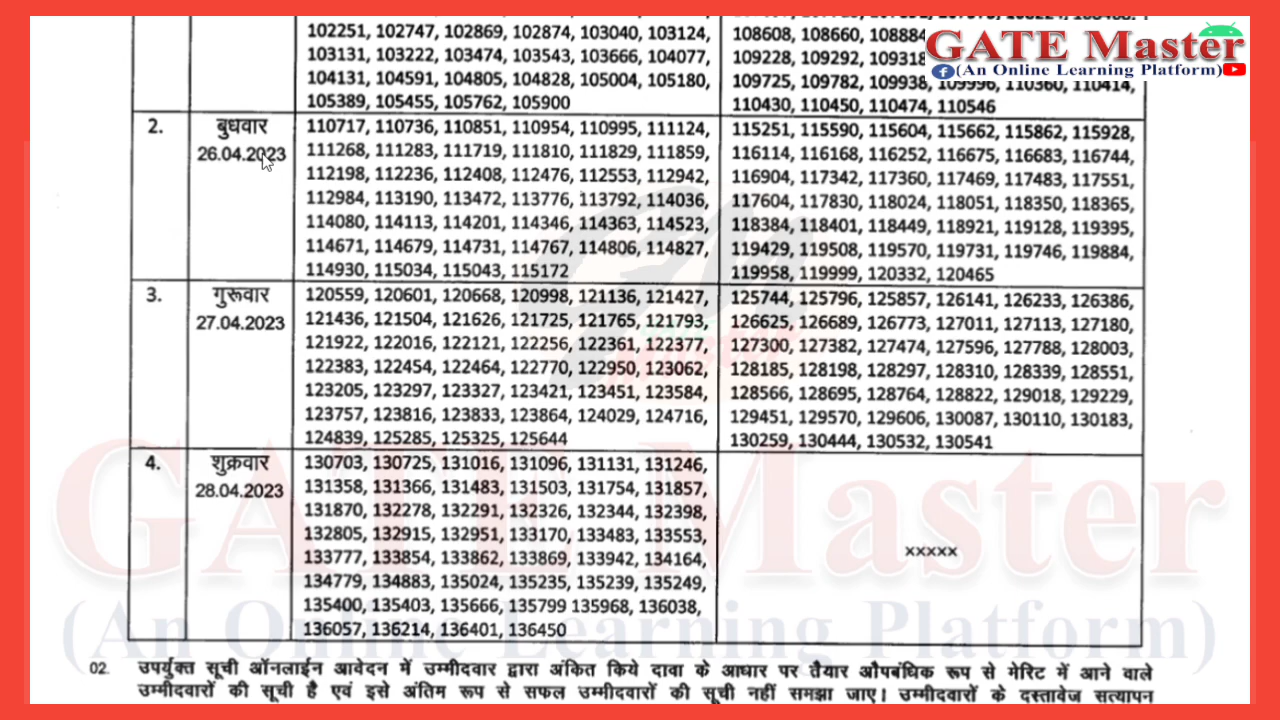 102251, 102747, 102869, 102874, 103040, 103124,
103131, 103222, 103474, 103543, 103666, 104077,
104131, 104591, 104805, 104828, 105004, 105180,
105389, 105455, 105762, 105900
108608, 108660, 108884
109228, 109292, 109318
109725, 109782, 109938, 109996, 110360, 110414,
110430, 110450, 110474, 110546
GATE Master
(An Online Learning Platform)
2.
बुधवार
26.04.2023
110717, 110736, 110851, 110954, 110995, 111124,
111268, 111283, 111719, 111810, 111829, 111859,
112198, 112236, 112408, 112476, 112553, 112942,
112984, 113190, 113472, 113776, 113792, 114036,
114080, 114113, 114201, 114346, 114363, 114523,
114671, 114679, 114731, 114767, 114806, 114827,
114930, 115034, 115043, 115172
115251, 115590, 115604, 115662, 115862, 115928,
116114, 116168, 116252, 116675, 116683, 116744,
116904, 117342, 117360, 117469, 117483, 117551,
117604, 117830, 118024, 118051, 118350, 118365,
118384, 118401, 118449, 118921, 119128, 119395,
119429, 119508, 119570, 119731, 119746, 119884,
119958, 119999, 120332, 120465
3.
गुरूवार
27.04.2023
120559, 120601, 120668, 120998, 121136, 121427,
121436, 121504, 121626, 121725, 121765, 121793,
121922, 122016, 122121, 122256, 122361, 122377,
122383, 122454, 122464, 122770, 122950, 123062,
123205, 123297, 123327, 123421, 123451, 123584,
123757, 123816, 123833, 123864, 124029, 124716,
124839, 125285, 125325, 125644
125744, 125796, 125857, 126141, 126233, 126386,
126625, 126689, 126773, 127011, 127113, 127180,
127300, 127382, 127474, 127596, 127788, 128003,
128185, 128198, 128297, 128310, 128339, 128551,
128566, 128695, 128764, 128822, 129018, 129229,
129451, 129570, 129606, 130087, 130110, 130183,
130259, 130444, 130532, 130541
4.
शुक्रवार
28.04.2023
130703, 130725, 131016, 131096, 131131, 131246,
131358, 131366, 131483, 131503, 131754, 131857,
131870, 132278, 132291, 132326, 132344, 132398,
132805, 132915, 132951, 133170, 133483, 133553,
133777, 133854, 133862, 133869, 133942, 134164,
134779, 134883, 135024, 135235, 135239, 135249,
135400, 135403, 135666, 135799 135968, 136038,
136057, 136214, 136401, 136450
xxxxx
GATE Master
(An Online Learning Platform)
02. उपर्युक्त सूची ऑनलाईन आवेदन में उम्मीदवार द्वारा अंकित किये दावा के आधार पर तैयार औपबंधिक रूप से मेरिट में आने वाले
उम्मीदवारों की सूची है एवं इसे अंतिम रूप से सफल उम्मीदवारों की सूची नहीं समझा जाए। उम्मीदवारों के दस्तावेज सत्यापन